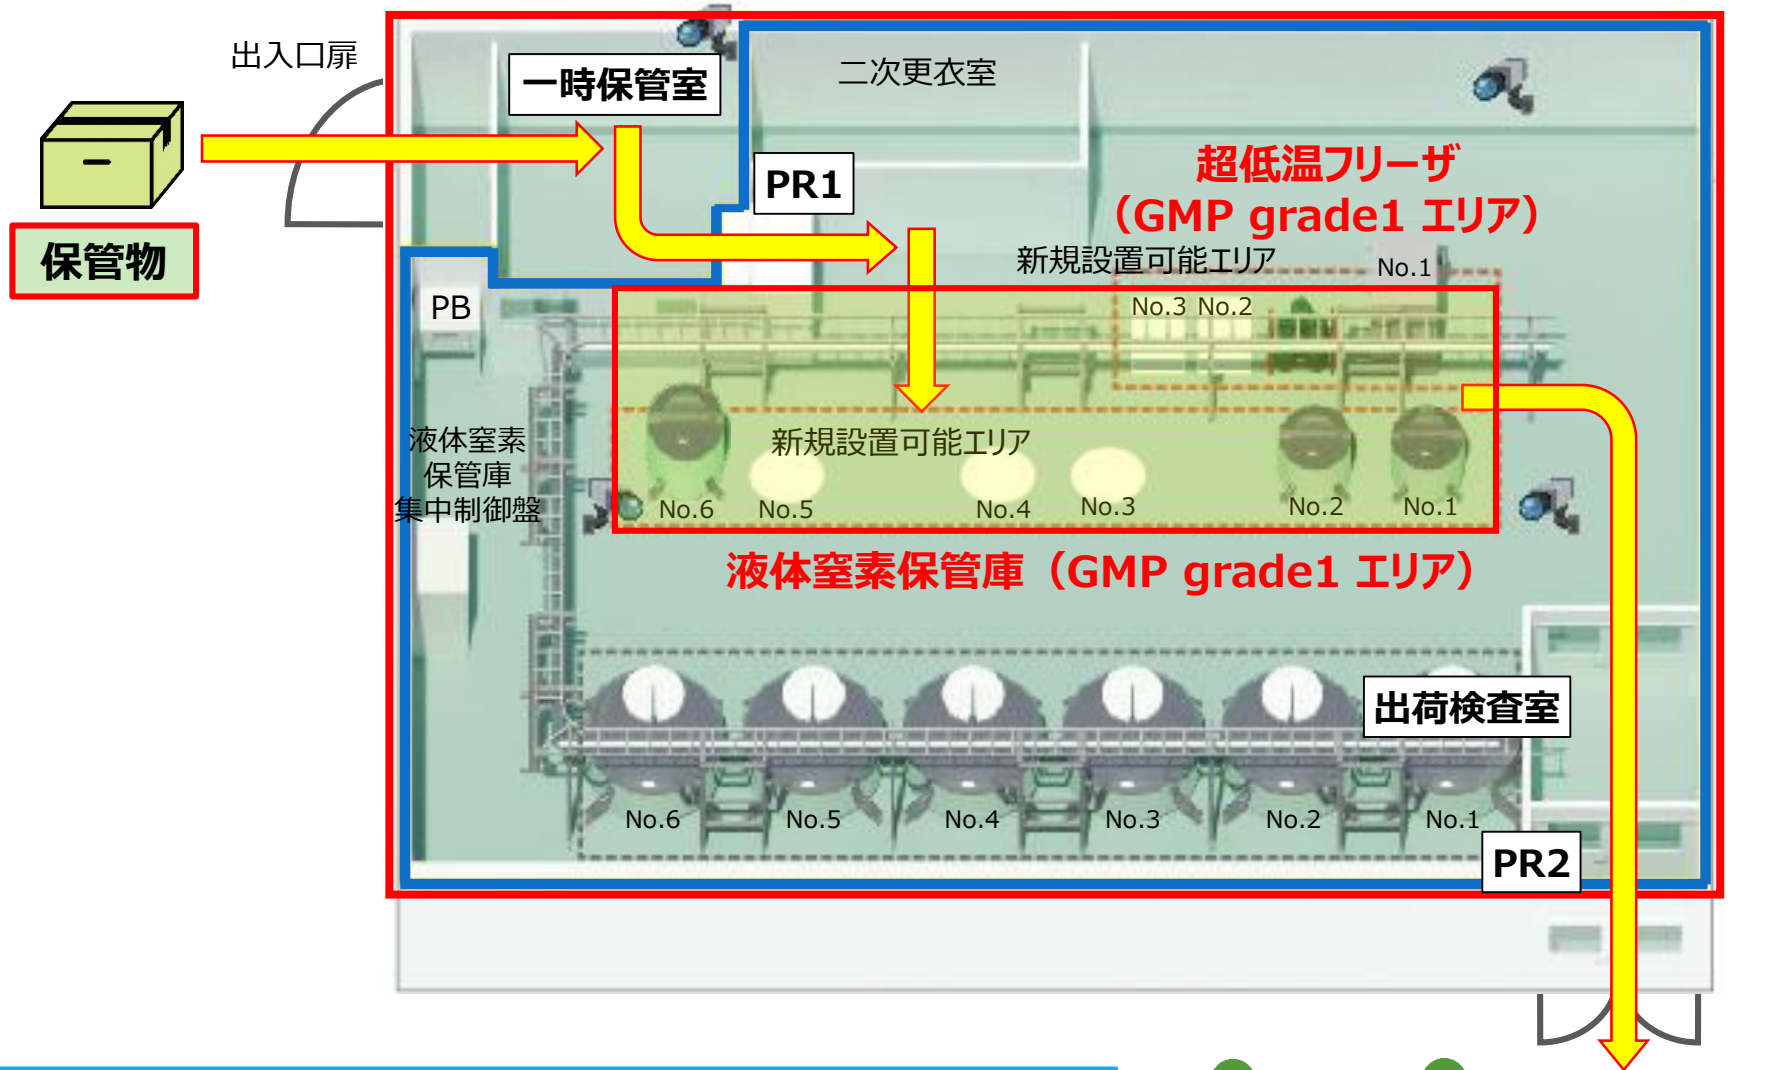 出入口扉
一時保管室
二次更衣室
保管物
PR1
超低温フリーザ
（GMP grade1 エリア）
新規設置可能エリア
No.1
PB
No.3 No.2
液体窒素
保管庫
集中制御盤
新規設置可能エリア
No.6 No.5 No.4 No.3 No.2 No.1
液体窒素保管庫（GMP grade1 エリア）
出荷検査室
No.6 No.5 No.4 No.3 No.2 No.1
PR2